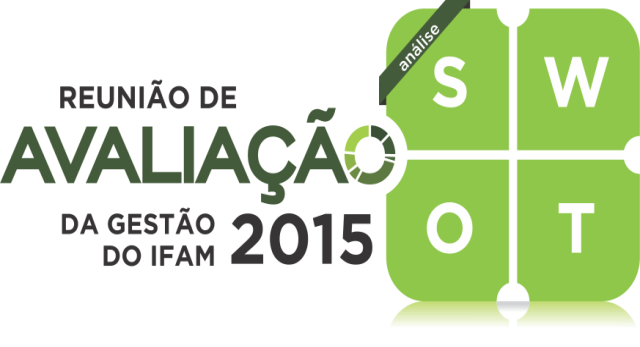 REUNIÃO DE
AVALIAÇÃO
DA GESTÃO
DO IFAM
2015
análise
S W
O T